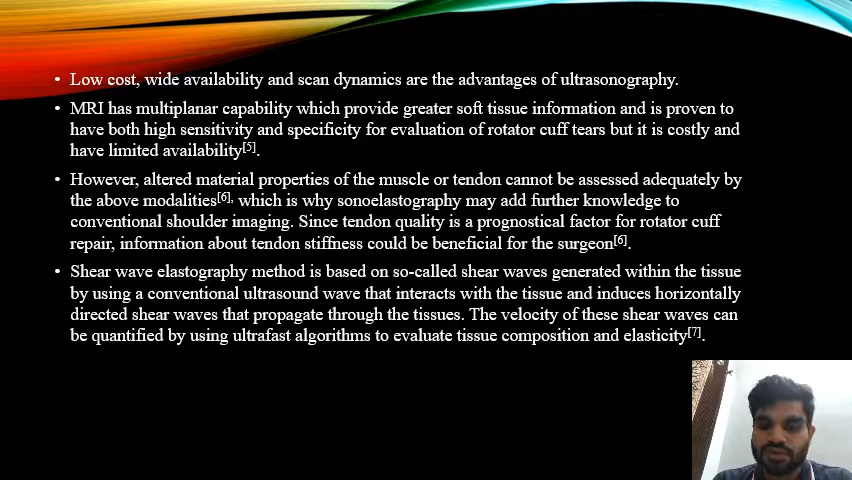 • Low cost, wide availability and scan dynamics are the advantages of ultrasonography.
• MRI has multiplanar capability which provide greater soft tissue information and is proven to
have both high sensitivity and specificity for evaluation of rotator cuff tears but it is costly and
have limited availability[5].
• However, altered material properties of the muscle or tendon cannot be assessed adequately by
the above modalities[6], which is why sonoelastography may add further knowledge to
conventional shoulder imaging. Since tendon quality is a prognostical factor for rotator cuff
repair, information about tendon stiffness could be beneficial for the surgeon[6].
• Shear wave elastography method is based on so-called shear waves generated within the tissue
by using a conventional ultrasound wave that interacts with the tissue and induces horizontally
directed shear waves that propagate through the tissues. The velocity of these shear waves can
be quantified by using ultrafast algorithms to evaluate tissue composition and elasticity[7].